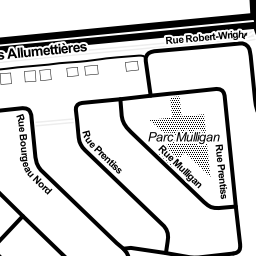 s Allumettières
Rue Robert-Wrigh
Parc Mulligan
Rue Bourgeau Nord
Rue Prentiss
Rue Mulligan
Rue Prentiss